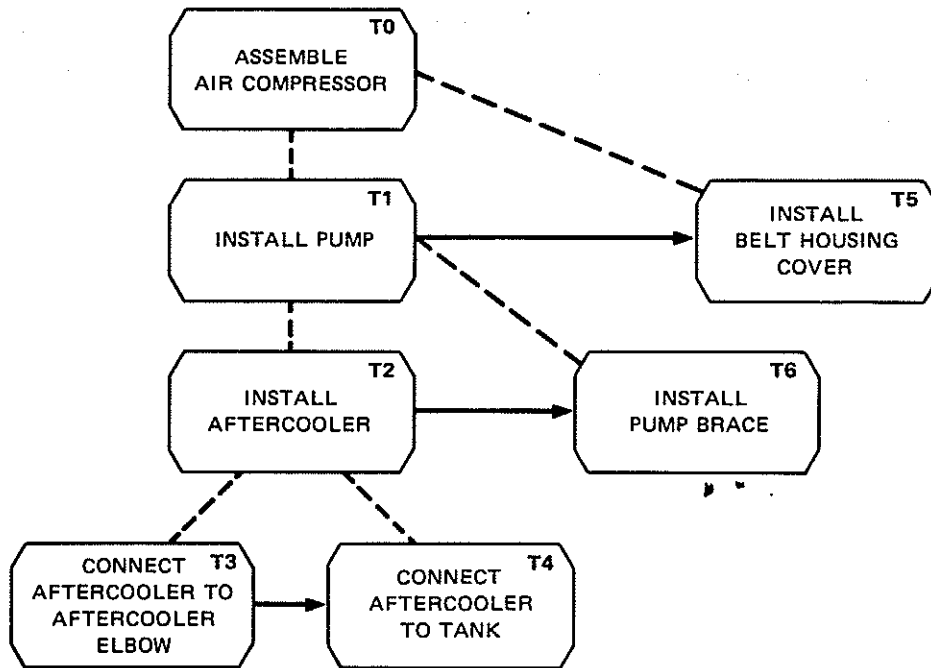 T0
ASSEMBLE
AIR COMPRESSOR
T1
INSTALL PUMP
T5
INSTALL
BELT HOUSING
COVER
T2
INSTALL
AFTERCOOLER
T6
INSTALL
PUMP BRACE
T3
CONNECT
AFTERCOOLER TO
AFTERCOOLER
ELBOW
T4
CONNECT
AFTERCOOLER
TO TANK